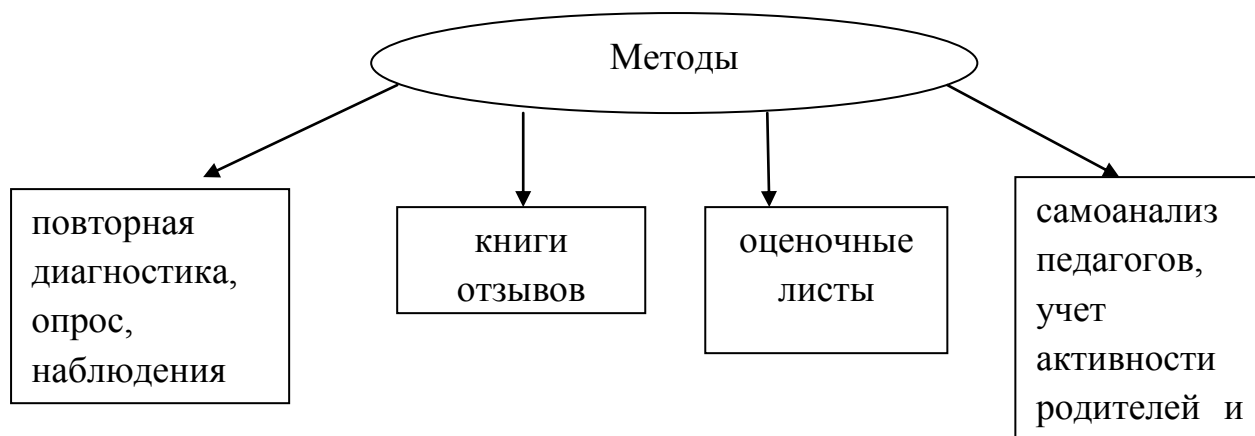 Методы
повторная
диагностика,
опрос,
наблюдения
книги
отзывов
оценочные
листы
самоанализ
педагогов,
учет
активности
родителей и